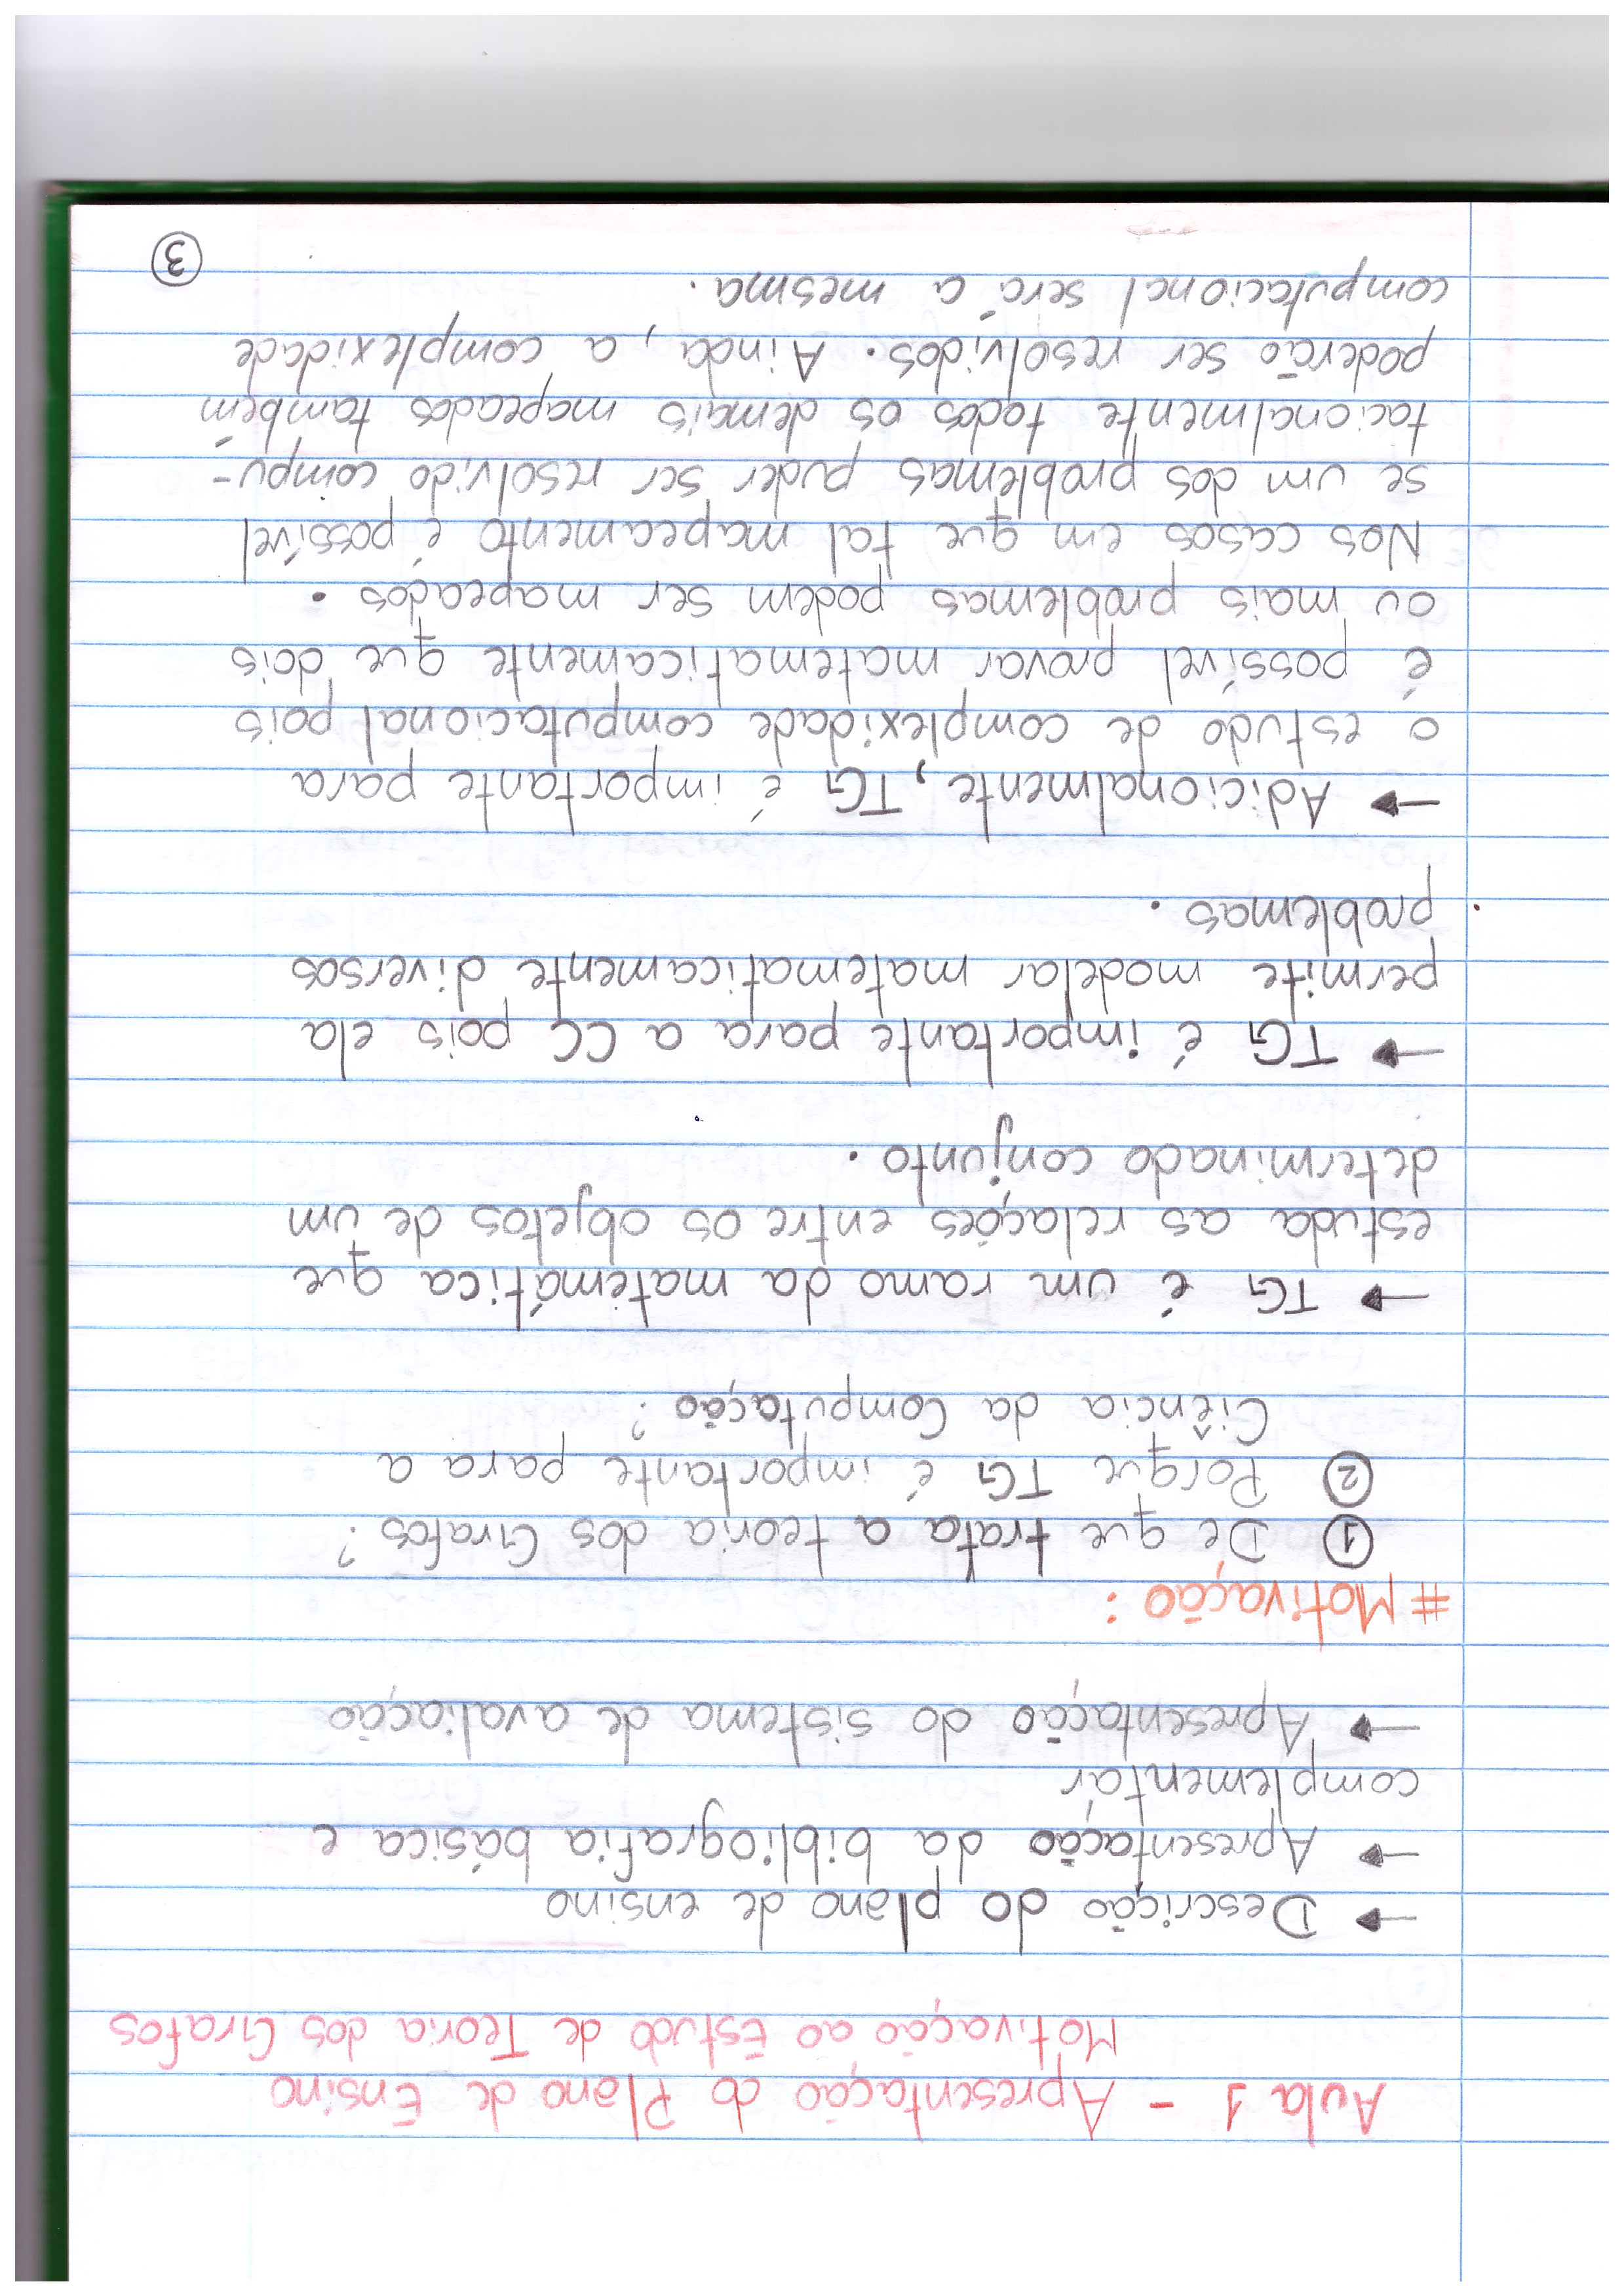 Aula 1 - Apresentação do Plano de Ensino
Motivação ao Estudo de Teoria dos Grafos
→ Descrição do plano de ensino
→ Apresentação da bibliografia básica e
complementar
→ Apresentação do sistema de avaliação
# Motivação:
① De que trata a teoria dos Grafos?
② Porque TG é importante para a
Ciência da Computação?
→ TG é um ramo da matemática que
estuda as relações entre os objetos de um
determinado conjunto.
→ TG é importante para a CC pois ela
permite modelar matematicamente diversos
problemas.
→ Adicionalmente, TG é importante para
o estudo de complexidade computacional pois
é possível provar matematicamente que dois
ou mais problemas podem ser mapeados.
Nos casos em que tal mapeamento é possível
se um dos problemas puder ser resolvido compu-
tacionalmente todos os demais mapeados também
poderão ser resolvidos. Ainda, a complexidade
computacional será a mesma.
③